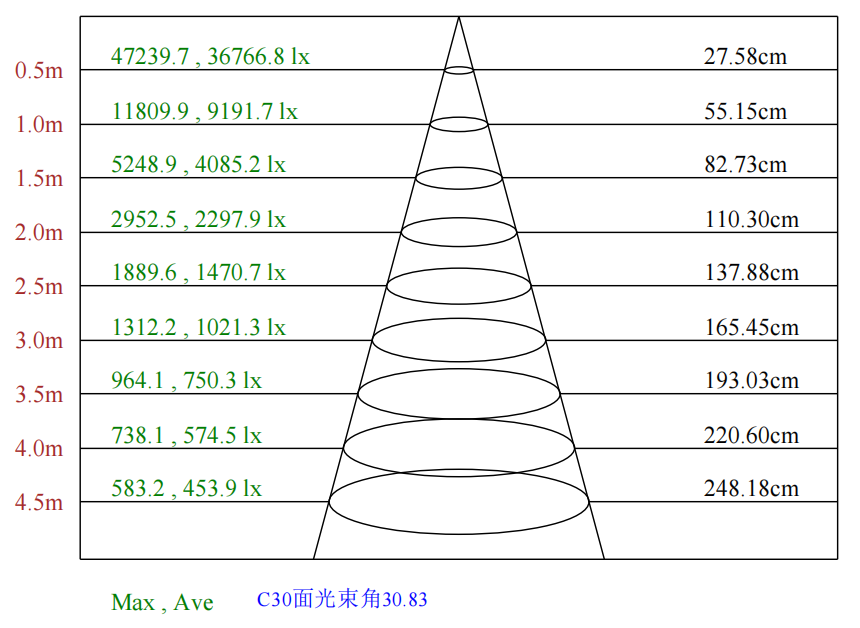 47239.7 , 36766.8 lx 27.58cm
0.5m
11809.9 , 9191.7 lx 55.15cm
1.0m
5248.9 , 4085.2 lx 82.73cm
1.5m
2952.5 , 2297.9 lx 110.30cm
2.0m
1889.6 , 1470.7 lx 137.88cm
2.5m
1312.2 , 1021.3 lx 165.45cm
3.0m
964.1 , 750.3 lx 193.03cm
3.5m
738.1 , 574.5 lx 220.60cm
4.0m
583.2 , 453.9 lx 248.18cm
4.5m
Max , Ave C30面光束角30.83